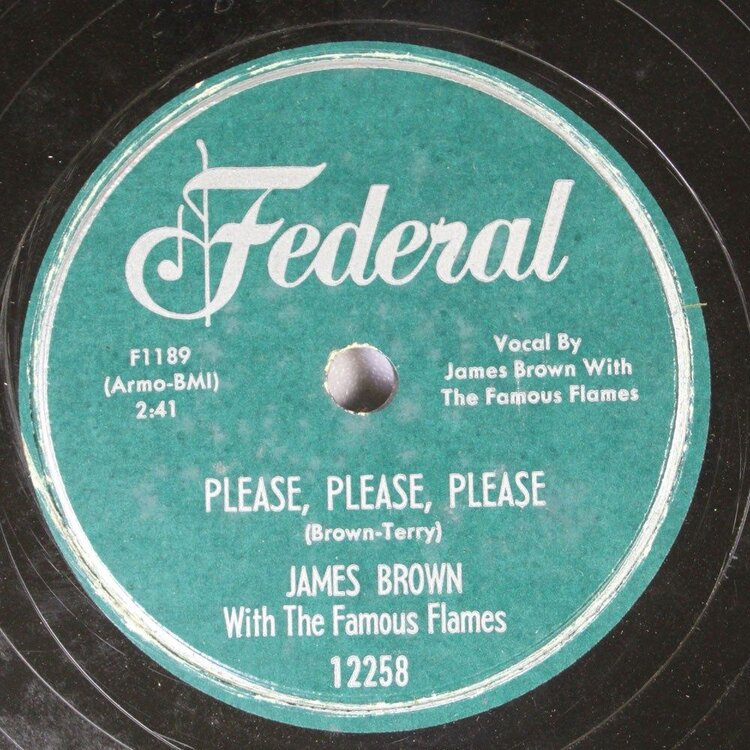 Federal
F1189
(Armo-BMI)
2:41
Vocal By
James Brown With
The Famous Flames
PLEASE, PLEASE, PLEASE
(Brown-Terry)
JAMES BROWN
With The Famous Flames
12258